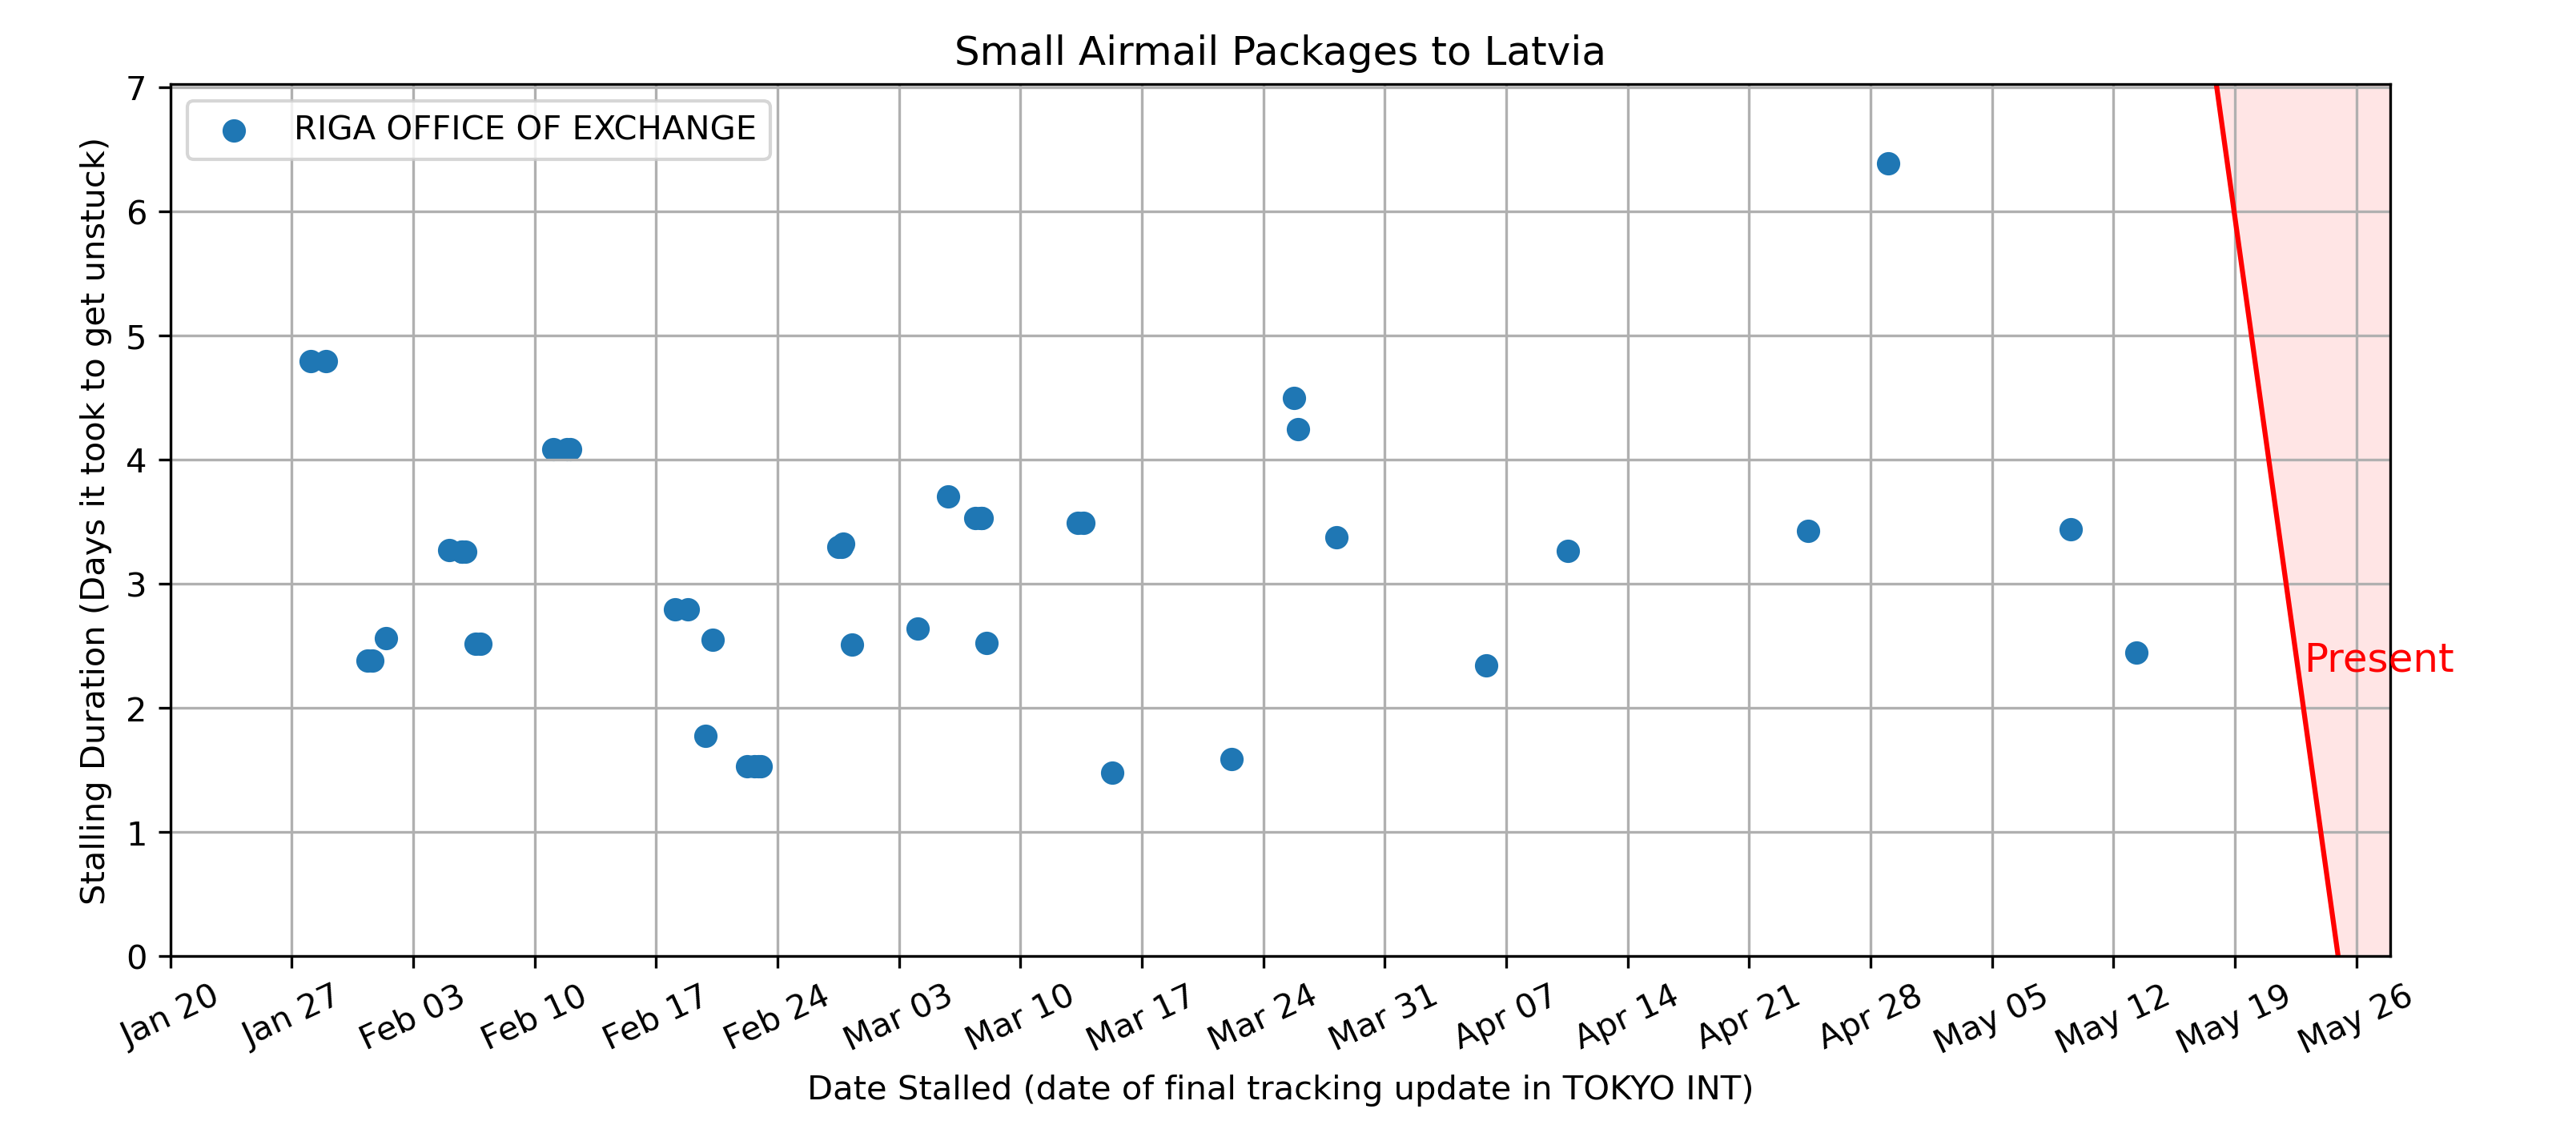 Small Airmail Packages to Latvia
RIGA OFFICE OF EXCHANGE
Stalling Duration (Days it took to get unstuck)
7
6
5
4
3
2
1
0
Present
Jan 20 Jan 27 Feb 03 Feb 10 Feb 17 Feb 24 Mar 03 Mar 10 Mar 17 Mar 24 Mar 31 Apr 07 Apr 14 Apr 21 Apr 28 May 05 May 12 May 19 May 26
Date Stalled (date of final tracking update in TOKYO INT)